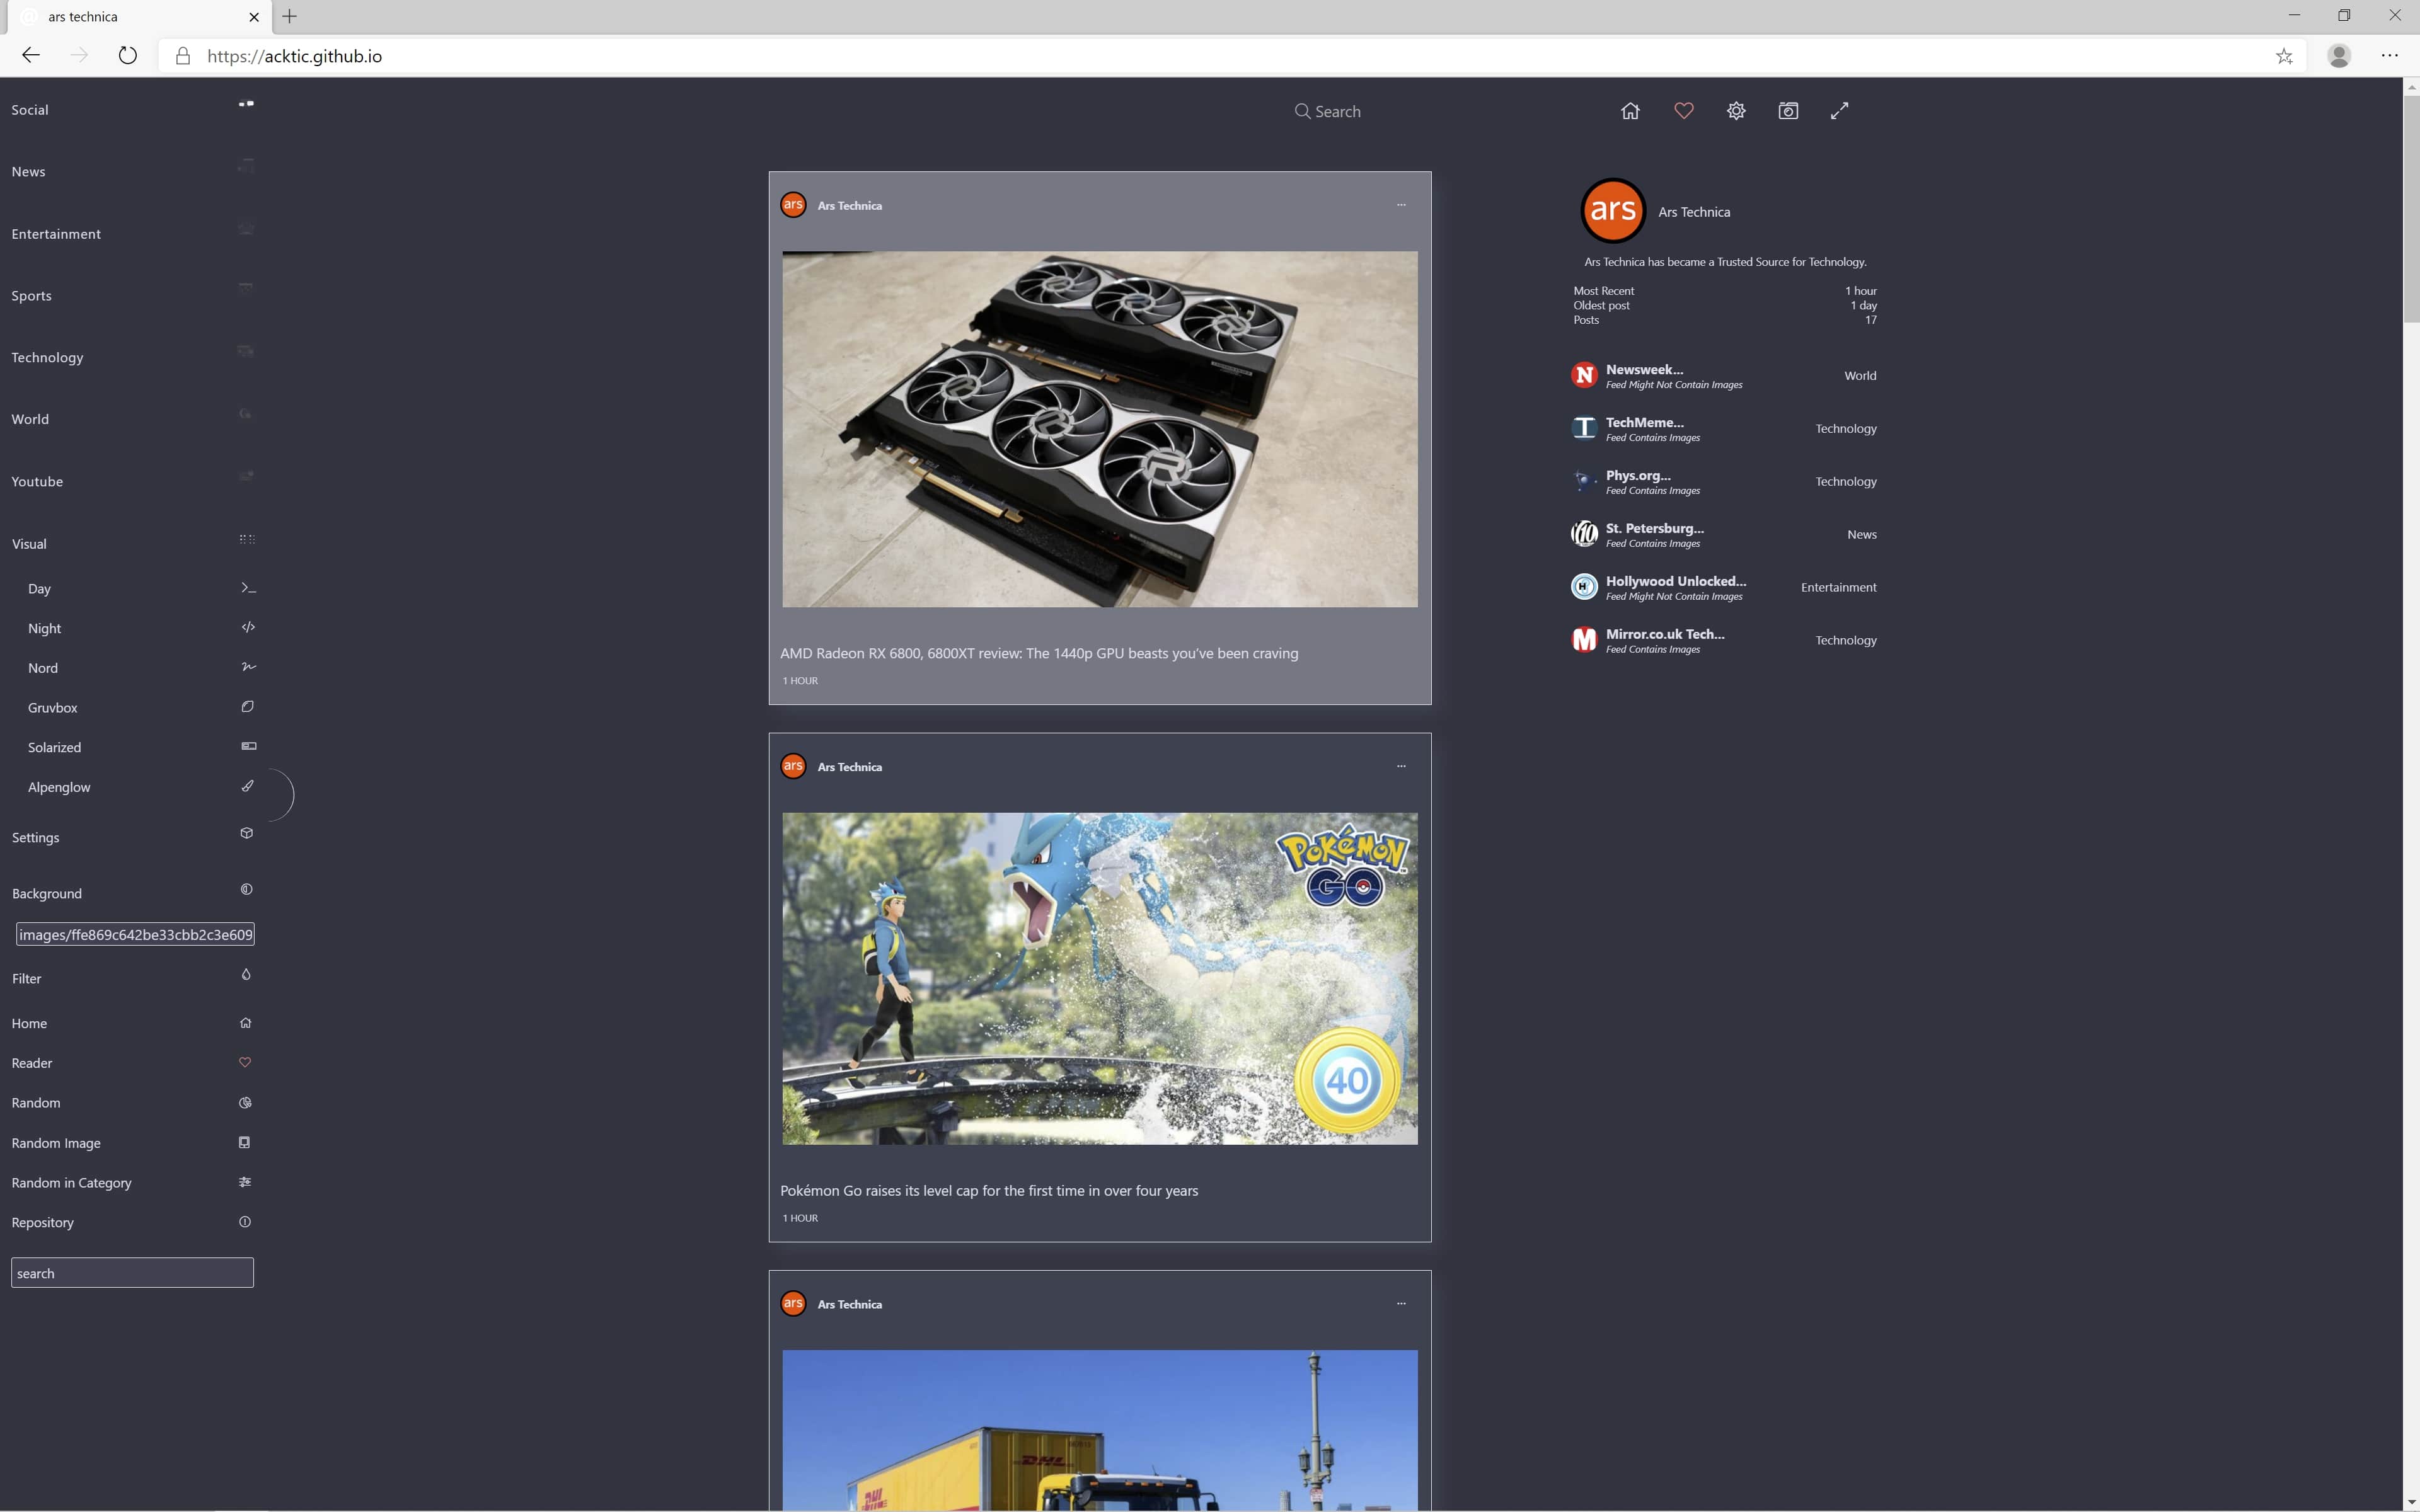 ars technica
https://acktic.github.io
Social
News
Entertainment
Sports
Technology
World
Youtube
Visual
Day
Night
Nord
Gruvbox
Solarized
Alpenglow
Settings
Background
images/ffe869c642be33cbb2c3e609
Filter
Home
Reader
Random
Random Image
Random in Category
Repository
search
Search
ars
Ars Technica
...
AMD Radeon RX 6800, 6800XT review: The 1440p GPU beasts you've been craving
1 HOUR
ars
Ars Technica
...
POKÉMON
GO
40
Pokémon Go raises its level cap for the first time in over four years
1 HOUR
ars
Ars Technica
...
DHL
DHL
ars
Ars Technica
Ars Technica has became a Trusted Source for Technology.
Most Recent 1 hour
Oldest post 1 day
Posts 17
N
Newsweek... World
Feed Might Not Contain Images
T
TechMeme... Technology
Feed Contains Images
Phys.org... Technology
Feed Contains Images
St. Petersburg... News
Feed Contains Images
H
Hollywood Unlocked... Entertainment
Feed Might Not Contain Images
M
Mirror.co.uk Tech... Technology
Feed Contains Images